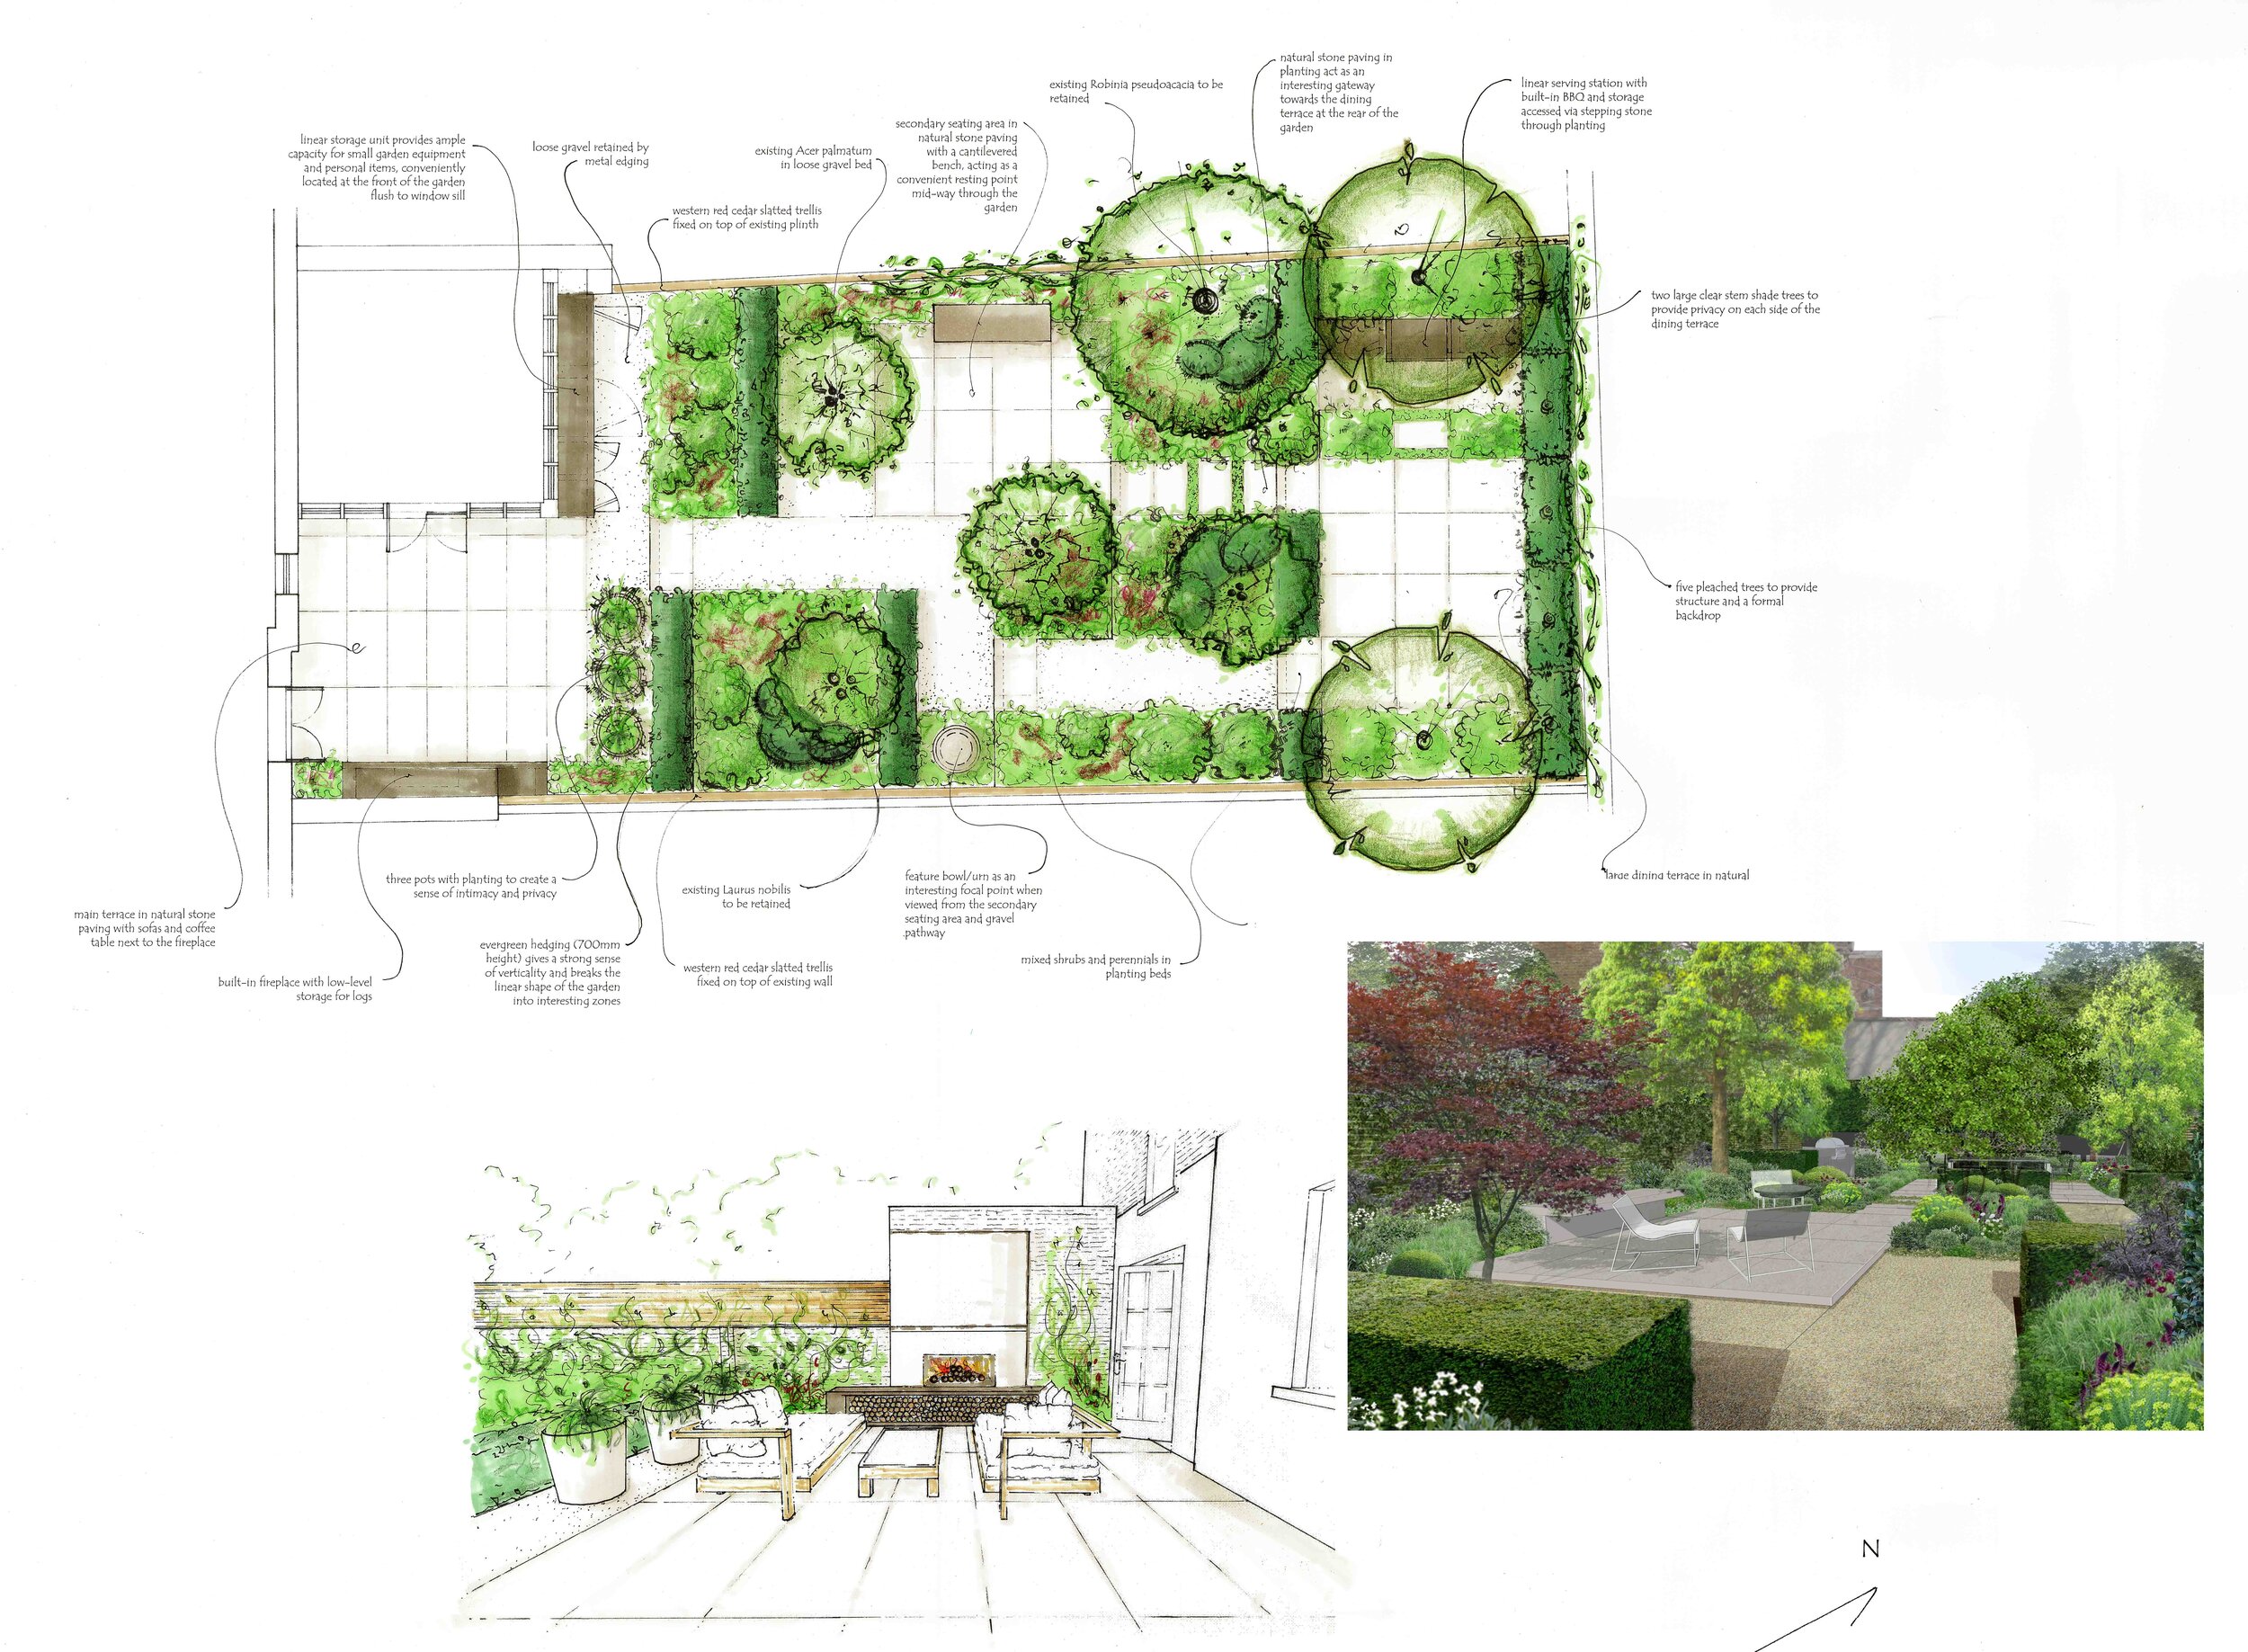 natural stone paving in
planting act as an
interesting gateway
towards the dining
terrace at the rear of the
garden
existing Robinia pseudoacacia to be
retained
linear serving station with
built-in BBQ and storage
accessed via stepping stone
through planting
secondary seating area in
natural stone paving
with a cantilevered
bench, acting as a
convenient resting point
mid-way through the
garden
linear storage unit provides ample
capacity for small garden equipment
and personal items, conveniently
located at the front of the garden
flush to window sill
loose gravel retained by
metal edging
existing Acer palmatum
in loose gravel bed
western red cedar slatted trellis
fixed on top of existing plinth
two large clear stem shade trees to
provide privacy on each side of the
dining terrace
five pleached trees to provide
structure and a formal
backdrop
large dining terrace in natural
three pots with planting to create a
sense of intimacy and privacy
existing Laurus nobilis
to be retained
feature bowl/urn as an
interesting focal point when
viewed from the secondary
seating area and gravel
pathway
main terrace in natural stone
paving with sofas and coffee
table next to the fireplace
evergreen hedging (700mm
height) gives a strong sense
of verticality and breaks the
linear shape of the garden
into interesting zones
western red cedar slatted trellis
fixed on top of existing wall
mixed shrubs and perennials in
planting beds
built-in fireplace with low-level
storage for logs
N